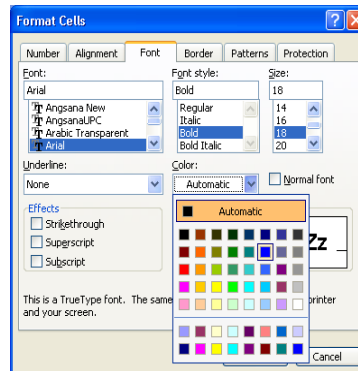 Format Cells
Number Alignment Font Border Patterns Protection
Font: Font style: Size:
Arial Bold 18
Angsana New Regular 14
AngsanaUPC Italic 16
Arabic Transparent Bold 18
Arial Bold Italic 20
Underline: Color:
None Automatic Normal font
Effects Automatic
Strikethrough
Superscript Zz
Subscript
This is a TrueType font. The same printer
and your screen.
Cancel